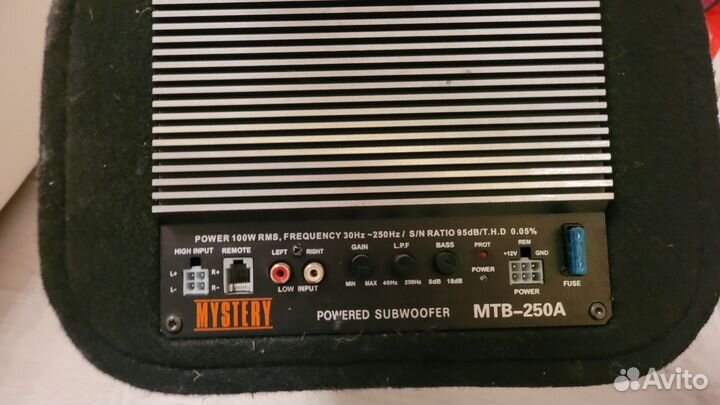 POWER 100W RMS, FREQUENCY 30Hz ~250Hz / S/N RATIO 95dB/T.H.D 0.05%
HIGH INPUT REMOTE LEFT RIGHT GAIN L.P.F BASS PROT REM
+12V GND
L+ R+
L- R-
POWER
MIN MAX 40Hz 250Hz 0dB 18dB
LOW INPUT POWER FUSE
MYSTERY POWERED SUBWOOFER MTB-250A
Avito